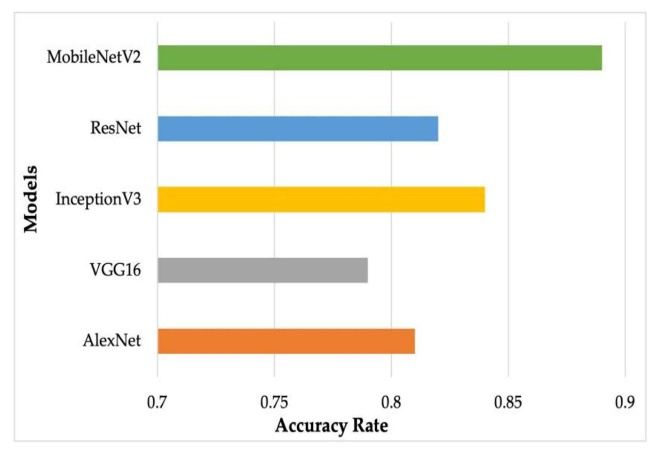 MobileNetV2
ResNet
InceptionV3
VGG16
AlexNet
Models
0.7 0.75 0.8 0.85 0.9
Accuracy Rate